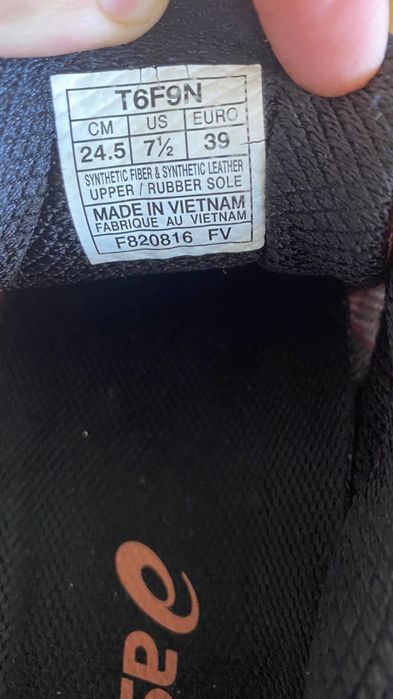 T6F9N
CM US EURO
24.5 7½ 39
SYNTHETIC FIBER & SYNTHETIC LEATHER
UPPER / RUBBER SOLE
MADE IN VIETNAM
FABRIQUE AU VIETNAM
F820816 FV
as